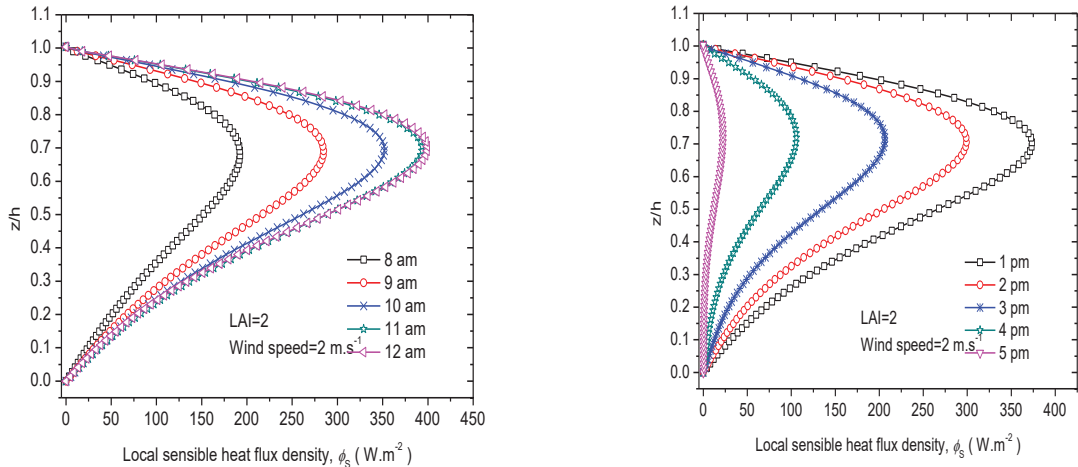 1.1
1.0
0.9
0.8
0.7
0.6
0.5
0.4
0.3
0.2
0.1
0.0
z/h
8 am
9 am
10 am
11 am
12 am
LAI=2
Wind speed=2 m.s-1
0 50 100 150 200 250 300 350 400 450
Local sensible heat flux density, ϕS ( W.m-2 )
1.1
1.0
0.9
0.8
0.7
0.6
0.5
0.4
0.3
0.2
0.1
0.0
z/h
1 pm
2 pm
3 pm
4 pm
5 pm
LAI=2
Wind speed=2 m.s-1
0 50 100 150 200 250 300 350 400
Local sensible heat flux density, ϕS ( W.m-2 )